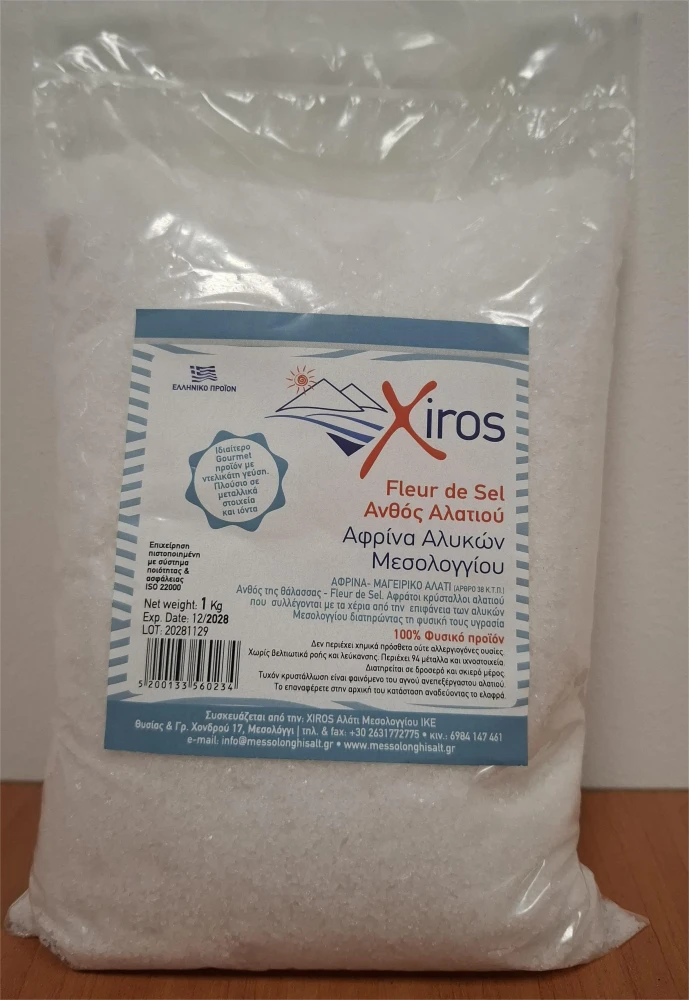 ΕΛΛΗΝΙΚΟ ΠΡΟΪΟΝ
Xiros
Ιδιαίτερο
Gourmet
προϊόν με
ντελικάτη γεύση.
Πλούσιο σε
μεταλλικά
στοιχεία
και ιόντα
Fleur de Sel
Ανθός Αλατιού
Αφρίνα Αλυκών
Μεσολογγίου
Επιχείρηση
πιστοποιημένη
με σύστημα
ποιότητας &
ασφάλειας
ISO 22000
ΑΦΡΙΝΑ- ΜΑΓΕΙΡΙΚΟ ΑΛΑΤΙ (ΑΡΘΡΟ 38 Κ.Τ.Π.)
Ανθός της θάλασσας - Fleur de Sel. Αφράτοι κρύσταλλοι αλατιού
που συλλέγονται με τα χέρια από την επιφάνεια των αλυκών
Μεσολογγίου διατηρώντας τη φυσική τους υγρασία
100% Φυσικό προϊόν
Net weight: 1 Kg
Exp. Date: 12/2028
LOT: 20281129
Δεν περιέχει χημικά πρόσθετα ούτε αλλεργιογόνες ουσίες.
Χωρίς βελτιωτικά ροής και λεύκανσης. Περιέχει 94 μέταλλα και ιχνοστοιχεία.
Διατηρείται σε δροσερό και σκιερό μέρος
Τυχόν κρυστάλλωση είναι φαινόμενο του αγνού ανεπεξέργαστου αλατιού.
Το επαναφέρετε στην αρχική του κατάσταση αναδεύοντας το ελαφρά.
5 200133 560234
Συσκευάζεται από την: XIROS Αλάτι Μεσολογγίου ΙΚΕ
Θυσίας & Γρ. Χονδρού 17, Μεσολόγγι | τηλ. & fax: +30 2631772775 • κιν.: 6984 147 461
e-mail: info@messolonghisalt.gr • www.messolonghisalt.gr